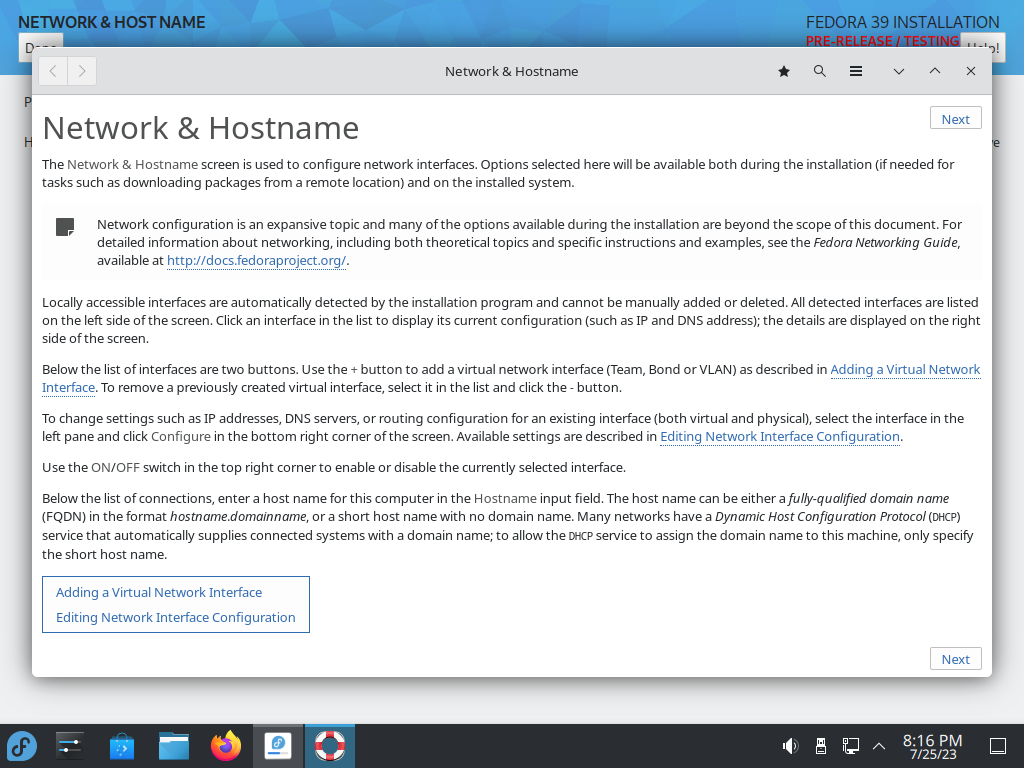 NETWORK & HOST NAME
FEDORA 39 INSTALLATION
PRE-RELEASE / TESTING
Network & Hostname
Network & Hostname
Next
The Network & Hostname screen is used to configure network interfaces. Options selected here will be available both during the installation (if needed for
tasks such as downloading packages from a remote location) and on the installed system.
Network configuration is an expansive topic and many of the options available during the installation are beyond the scope of this document. For
detailed information about networking, including both theoretical topics and specific instructions and examples, see the Fedora Networking Guide,
available at http://docs.fedoraproject.org/.
Locally accessible interfaces are automatically detected by the installation program and cannot be manually added or deleted. All detected interfaces are listed
on the left side of the screen. Click an interface in the list to display its current configuration (such as IP and DNS address); the details are displayed on the right
side of the screen.
Below the list of interfaces are two buttons. Use the + button to add a virtual network interface (Team, Bond or VLAN) as described in Adding a Virtual Network
Interface. To remove a previously created virtual interface, select it in the list and click the - button.
To change settings such as IP addresses, DNS servers, or routing configuration for an existing interface (both virtual and physical), select the interface in the
left pane and click Configure in the bottom right corner of the screen. Available settings are described in Editing Network Interface Configuration.
Use the ON/OFF switch in the top right corner to enable or disable the currently selected interface.
Below the list of connections, enter a host name for this computer in the Hostname input field. The host name can be either a fully-qualified domain name
(FQDN) in the format hostname.domainname, or a short host name with no domain name. Many networks have a Dynamic Host Configuration Protocol (DHCP)
service that automatically supplies connected systems with a domain name; to allow the DHCP service to assign the domain name to this machine, only specify
the short host name.
Adding a Virtual Network Interface
Editing Network Interface Configuration
Next
8:16 PM
7/25/23